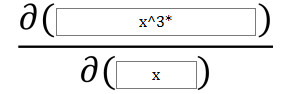 ∂( x^3* )
∂( x )